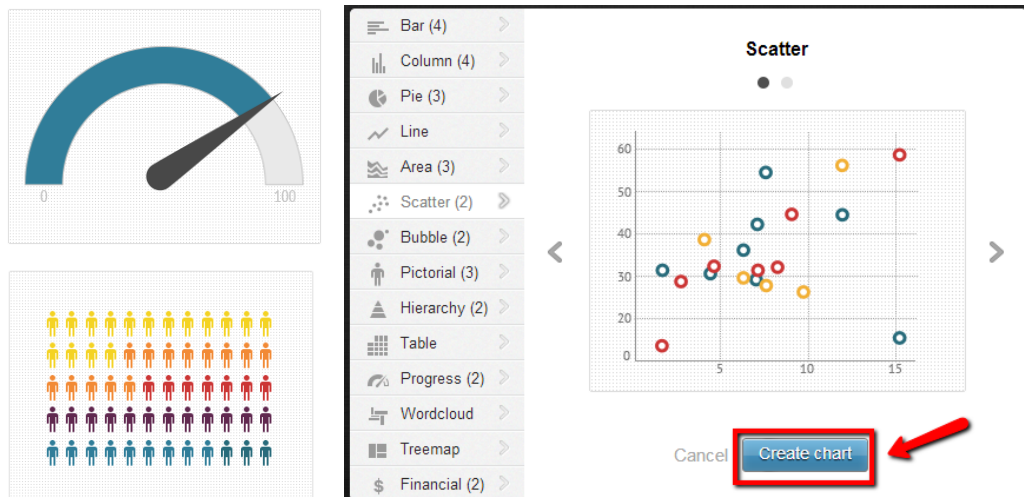 0 100
Bar (4)
Column (4)
Pie (3)
Line
Area (3)
Scatter (2)
Bubble (2)
Pictorial (3)
Hierarchy (2)
Table
Progress (2)
Wordcloud
Treemap
Financial (2)
Scatter
60
50
40
30
20
0
5 10 15
Cancel Create chart